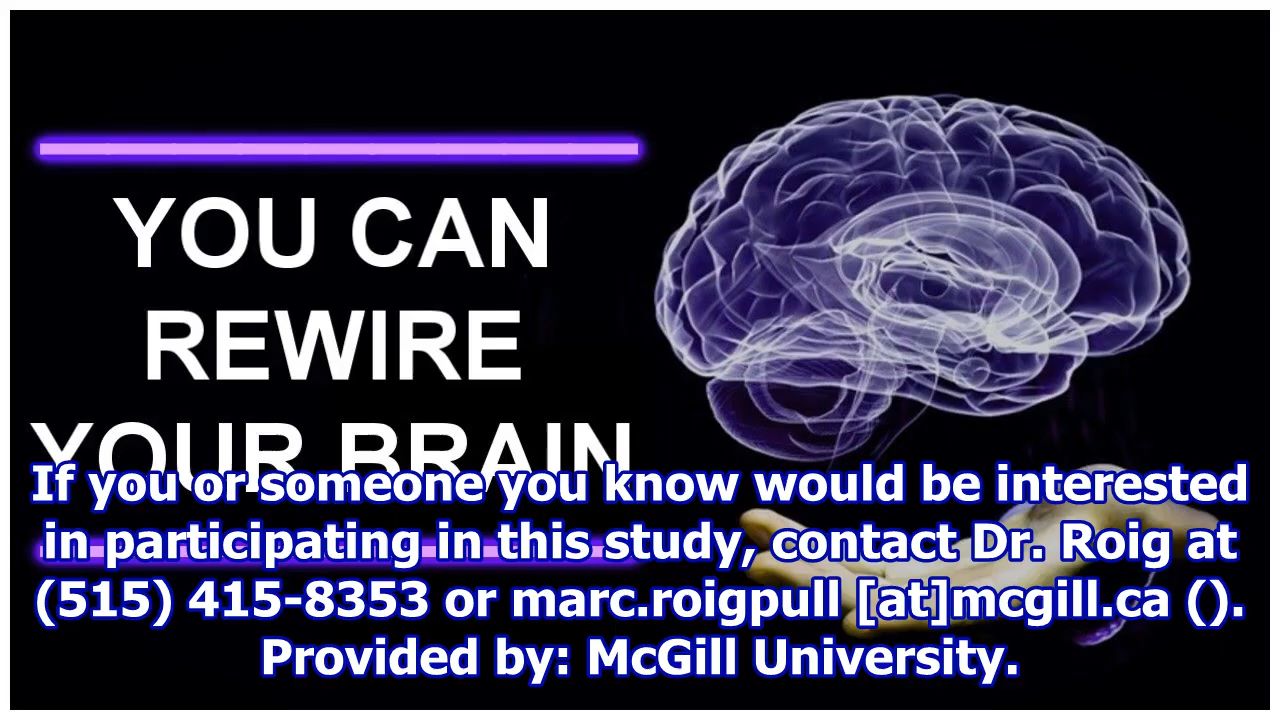 YOU CAN
REWIRE
YOUR BRAIN
If you or someone you know would be interested
in participating in this study, contact Dr. Roig at
(515) 415-8353 or marc.roigpull [at]mcgill.ca ().
Provided by: McGill University.